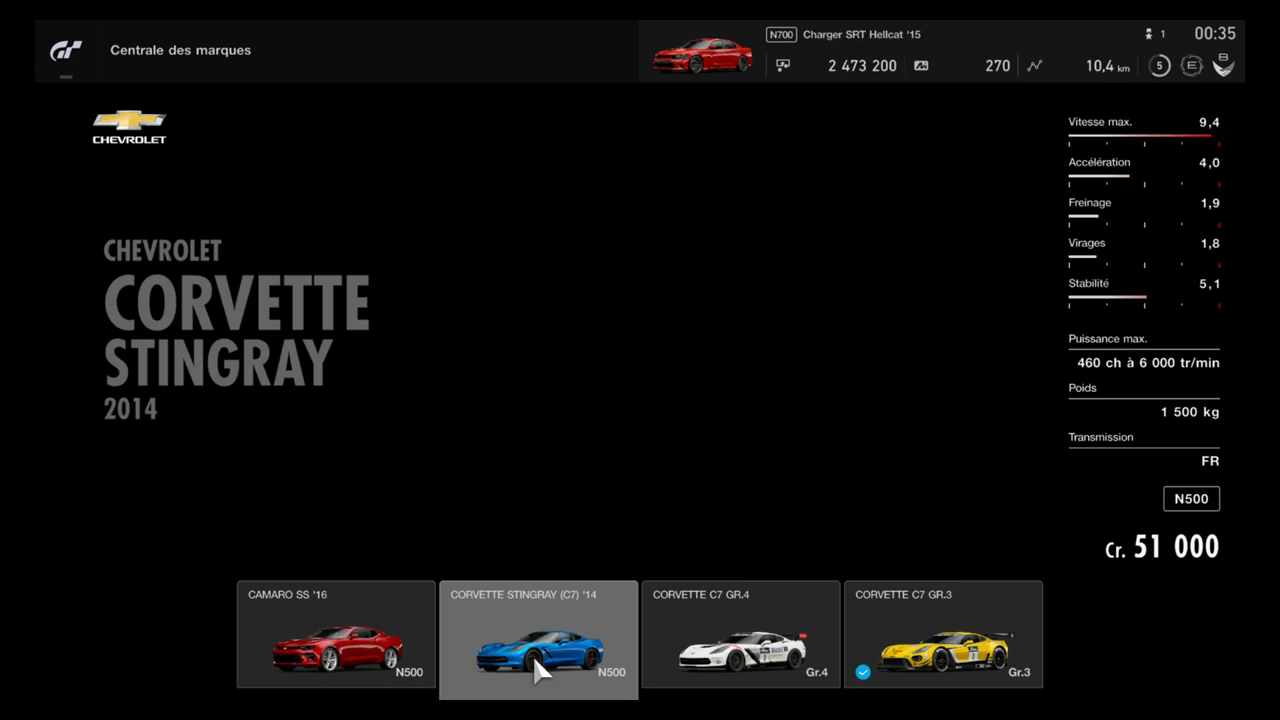 Centrale des marques
N700 Charger SRT Hellcat '15
1
00:35
2 473 200
270
10,4 km
5
E
B
CHEVROLET
Vitesse max. 9,4
Accélération 4,0
Freinage 1,9
Virages 1,8
Stabilité 5,1
CHEVROLET
CORVETTE
STINGRAY
2014
Puissance max.
460 ch à 6 000 tr/min
Poids
1 500 kg
Transmission
FR
N500
Cr. 51 000
CAMARO SS '16
N500
CORVETTE STINGRAY (C7) '14
N500
CORVETTE C7 GR.4
Gr.4
CORVETTE C7 GR.3
Gr.3